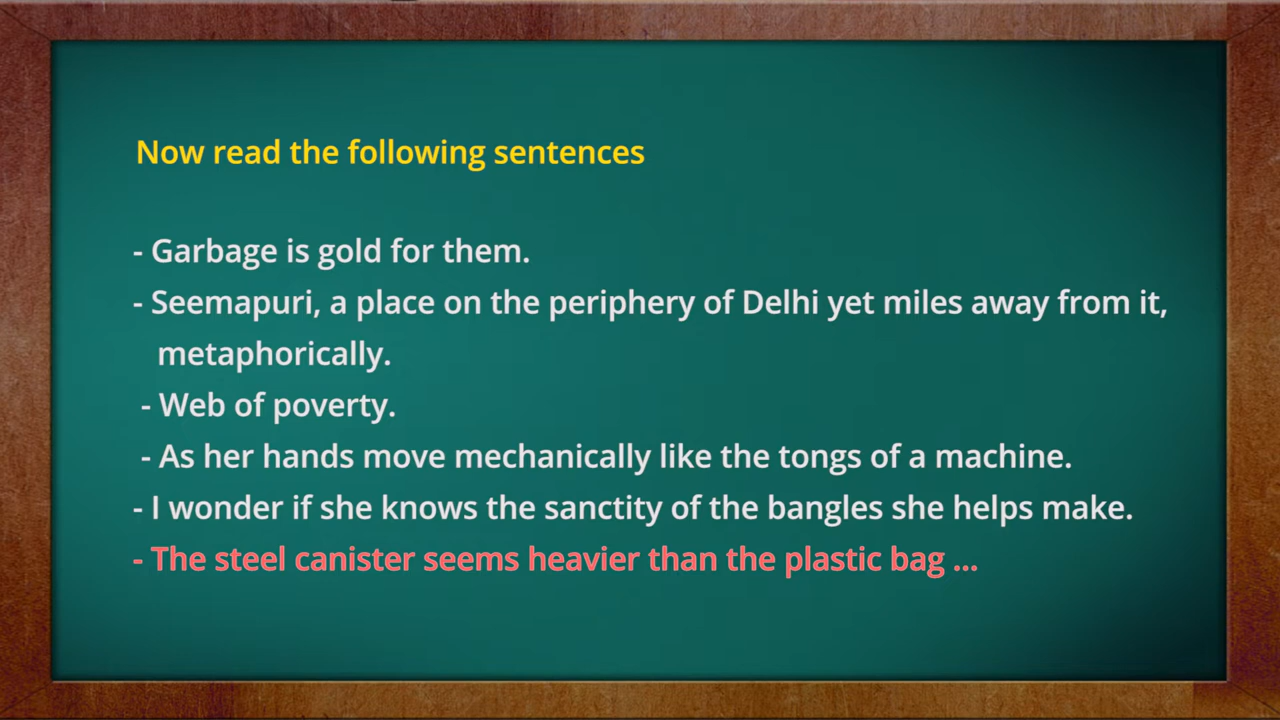 Now read the following sentences
- Garbage is gold for them.
- Seemapuri, a place on the periphery of Delhi yet miles away from it,
metaphorically.
- Web of poverty.
- As her hands move mechanically like the tongs of a machine.
- I wonder if she knows the sanctity of the bangles she helps make.
- The steel canister seems heavier than the plastic bag ...